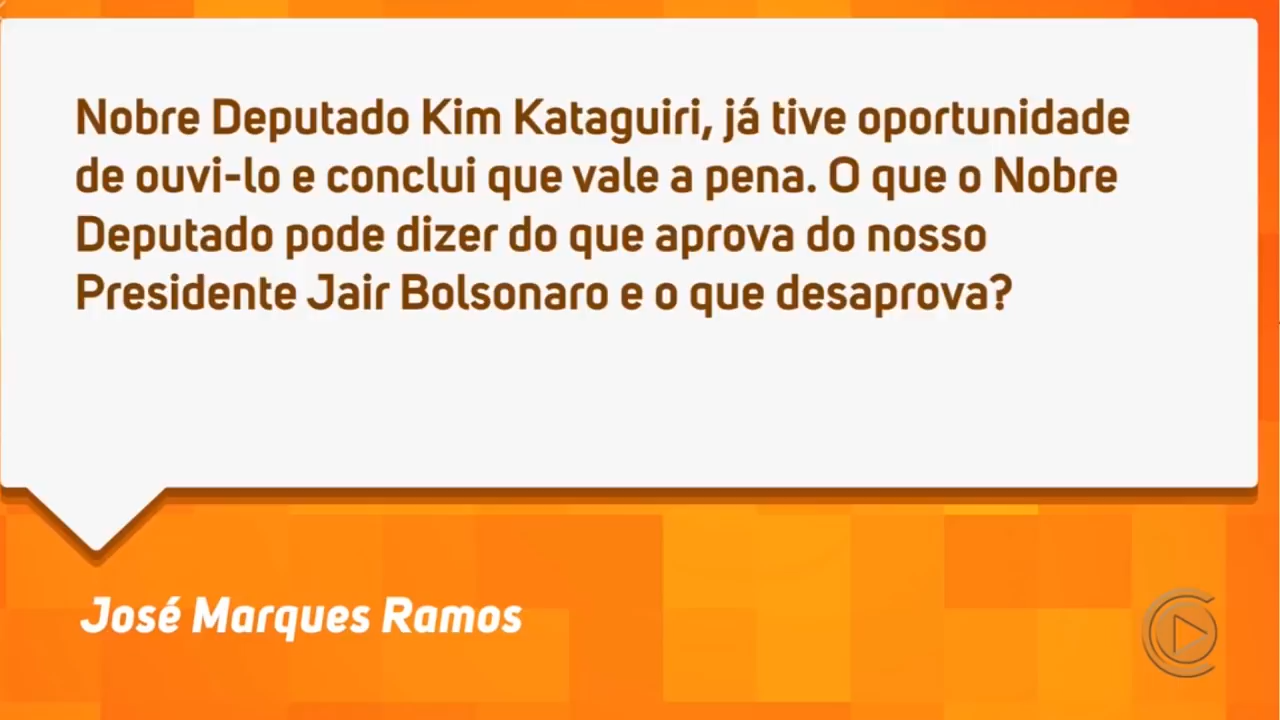 Nobre Deputado Kim Kataguiri, já tive oportunidade
de ouvi-lo e conclui que vale a pena. O que o Nobre
Deputado pode dizer do que aprova do nosso
Presidente Jair Bolsonaro e o que desaprova?
José Marques Ramos